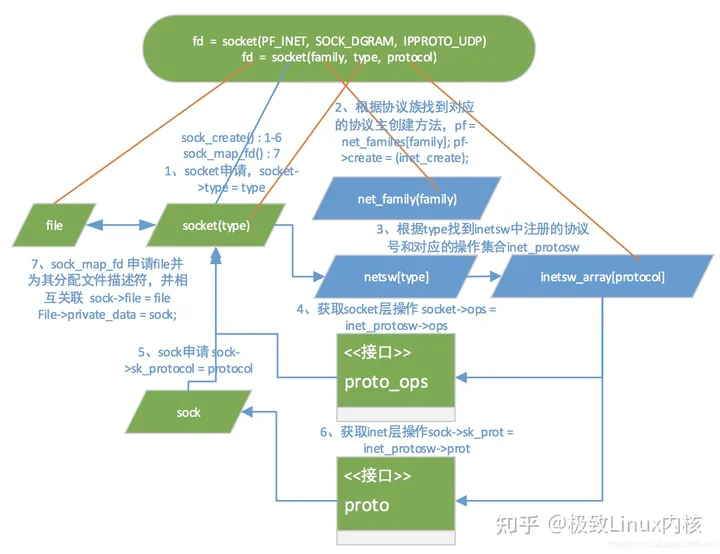 fd = socket(PF_INET, SOCK_DGRAM, IPPROTO_UDP)
fd = socket(family, type, protocol)
sock_create() : 1-6
sock_map_fd() : 7
1、socket申请，socket-
>type = type
2、根据协议族找到对应
的协议主创建方法，pf =
net_familes[family]; pf-
>create = (inet_create);
file
socket(type)
net_family(family)
3、根据type找到inetsw中注册的协议
号和对应的操作集合inet_protosw
netsw[type]
inetsw_array[protocol]
7、sock_map_fd 申请file并
为其分配文件描述符，并相
互关联 sock->file = file
File->private_data = sock;
4、获取socket层操作 socket->ops =
inet_protosw->ops
5、sock申请 sock-
>sk_protocol = protocol
<<接口>>
proto_ops
sock
6、获取inet层操作sock->sk_prot =
inet_protosw->prot
<<接口>>
proto
知乎 @极致Linux内核